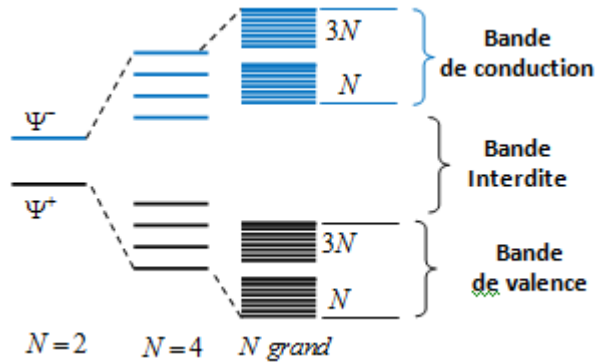 3N
Bande
de conduction
N
Ψ⁻
Bande
Interdite
Ψ⁺
3N
Bande
de valence
N
N = 2
N = 4
N grand